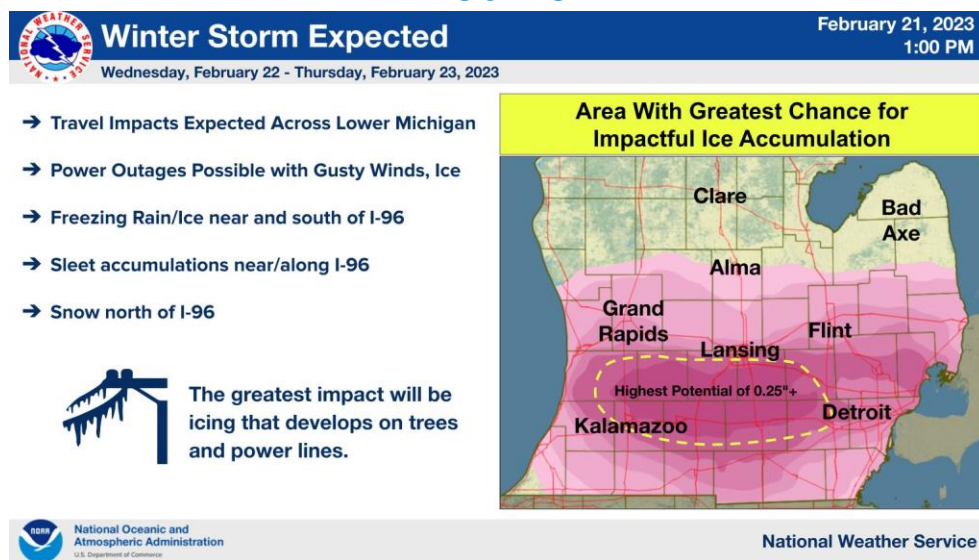 Winter Storm Expected
February 21, 2023
1:00 PM
Wednesday, February 22 - Thursday, February 23, 2023
NATIONAL WEATHER SERVICE
→ Travel Impacts Expected Across Lower Michigan
→ Power Outages Possible with Gusty Winds, Ice
→ Freezing Rain/Ice near and south of I-96
→ Sleet accumulations near/along I-96
→ Snow north of I-96
The greatest impact will be
icing that develops on trees
and power lines.
Area With Greatest Chance for
Impactful Ice Accumulation
Clare
Bad
Axe
Alma
Grand
Rapids
Flint
Lansing
Highest Potential of 0.25"+
Detroit
Kalamazoo
NOAA
National Oceanic and
Atmospheric Administration
U.S. Department of Commerce
National Weather Service